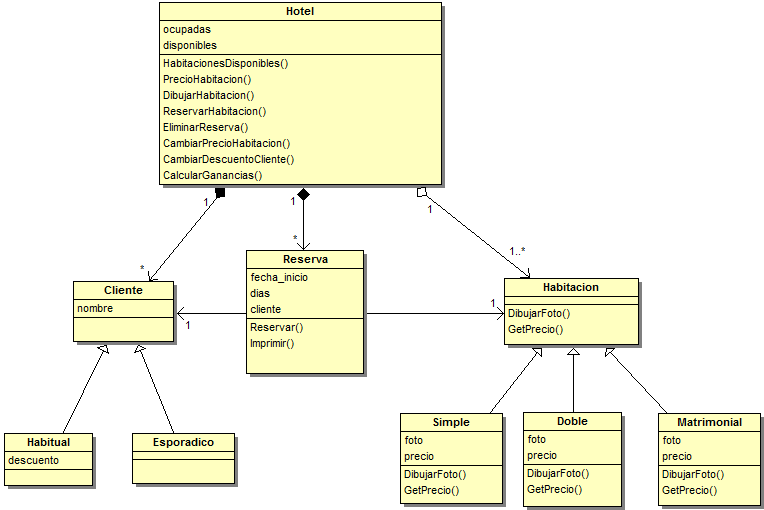 Hotel
ocupadas
disponibles
HabitacionesDisponibles()
PrecioHabitacion()
DibujarHabitacion()
ReservarHabitacion()
EliminarReserva()
CambiarPrecioHabitacion()
CambiarDescuentoCliente()
CalcularGanancias()
1
1
1
*
*
1..*
Cliente
nombre
Reserva
fecha_inicio
dias
cliente
Reservar()
Imprimir()
Habitacion
DibujarFoto()
GetPrecio()
1
1
Habitual
descuento
Esporadico
Simple
foto
precio
DibujarFoto()
GetPrecio()
Doble
foto
precio
DibujarFoto()
GetPrecio()
Matrimonial
foto
precio
DibujarFoto()
GetPrecio()